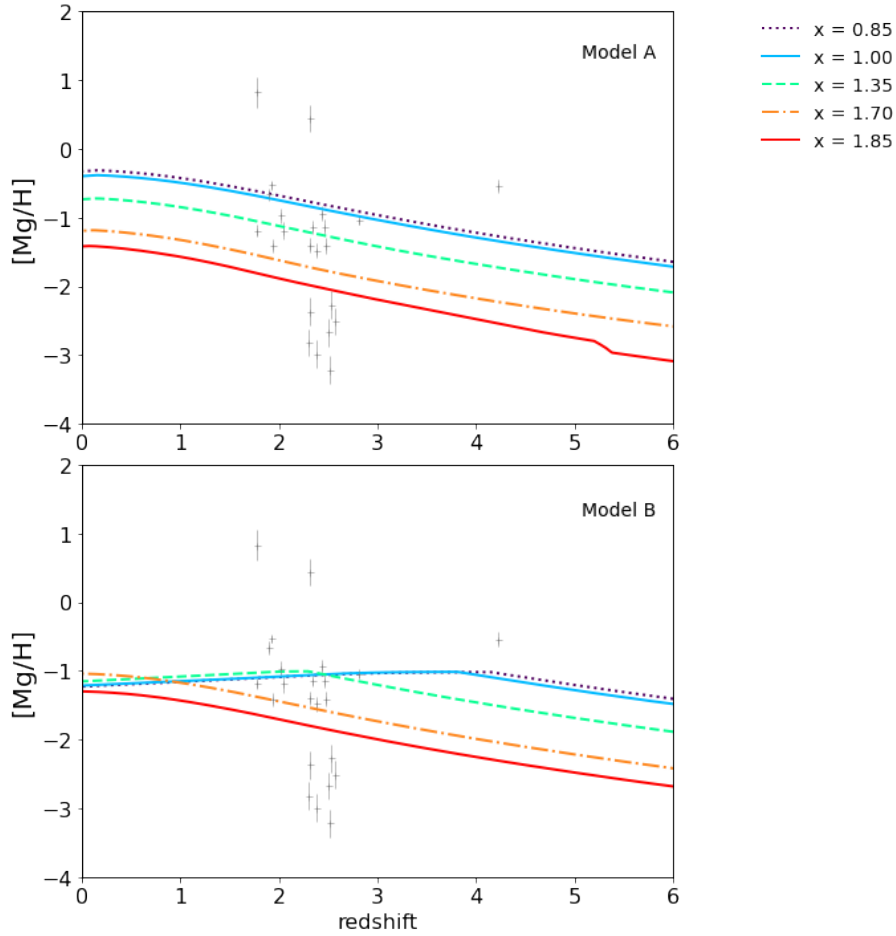 2
1
0
−1
−2
−3
−4
[Mg/H]
Model A
0 1 2 3 4 5 6
x = 0.85
x = 1.00
x = 1.35
x = 1.70
x = 1.85
2
1
0
−1
−2
−3
−4
[Mg/H]
Model B
0 1 2 3 4 5 6
redshift